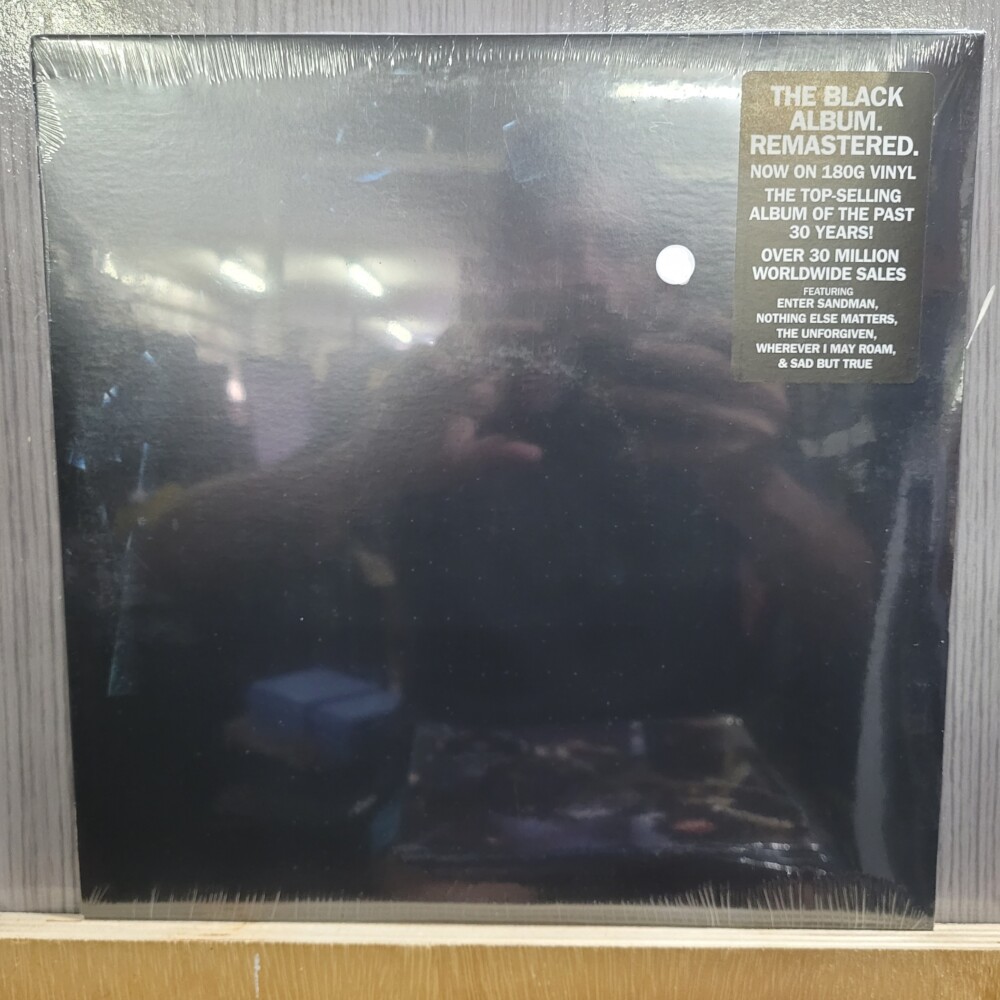 THE BLACK
ALBUM.
REMASTERED.
NOW ON 180G VINYL
THE TOP-SELLING
ALBUM OF THE PAST
30 YEARS!
OVER 30 MILLION
WORLDWIDE SALES
FEATURING
ENTER SANDMAN,
NOTHING ELSE MATTERS,
THE UNFORGIVEN,
WHEREVER I MAY ROAM,
& SAD BUT TRUE